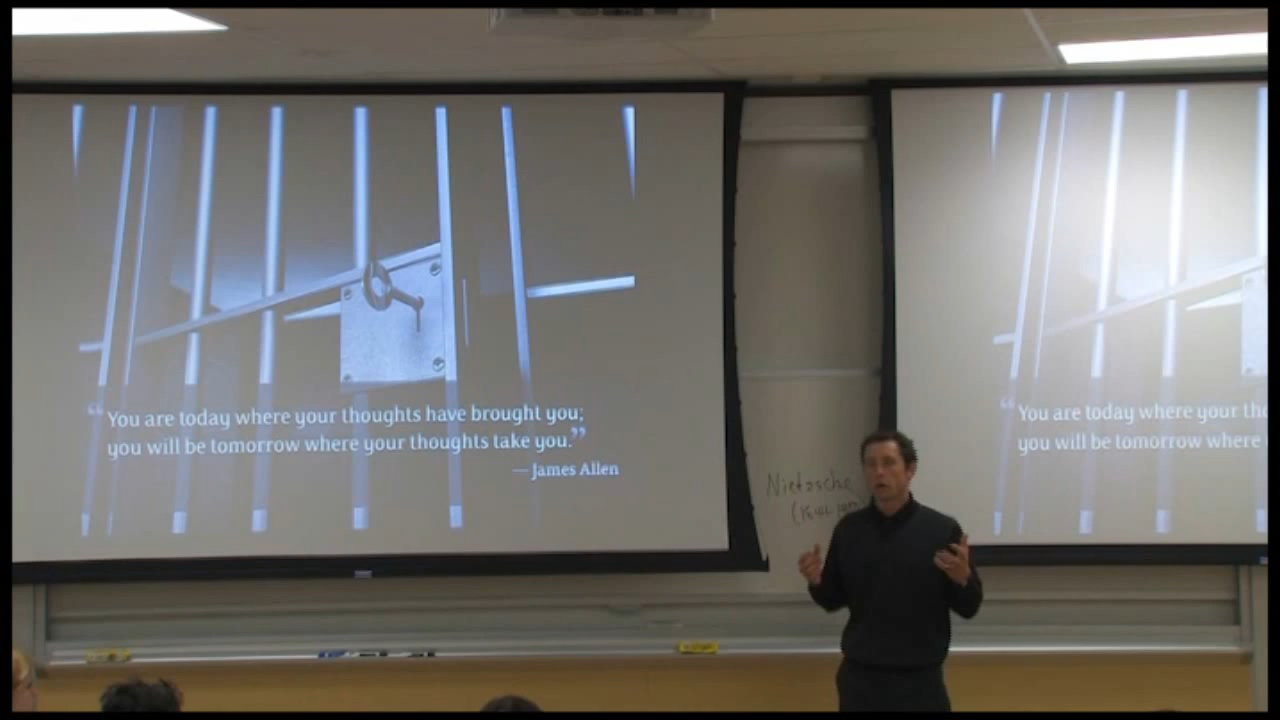 “You are today where your thoughts have brought you;
you will be tomorrow where your thoughts take you.”
— James Allen
Nietzsche
“You are today where your
you will be tomorrow where